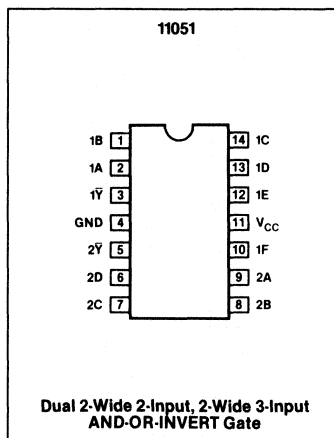 11051
1B 1 14 1C
1A 2 13 1D
1Y̅ 3 12 1E
GND 4 11 VCC
2Y̅ 5 10 1F
2D 6 9 2A
2C 7 8 2B
Dual 2-Wide 2-Input, 2-Wide 3-Input
AND-OR-INVERT Gate